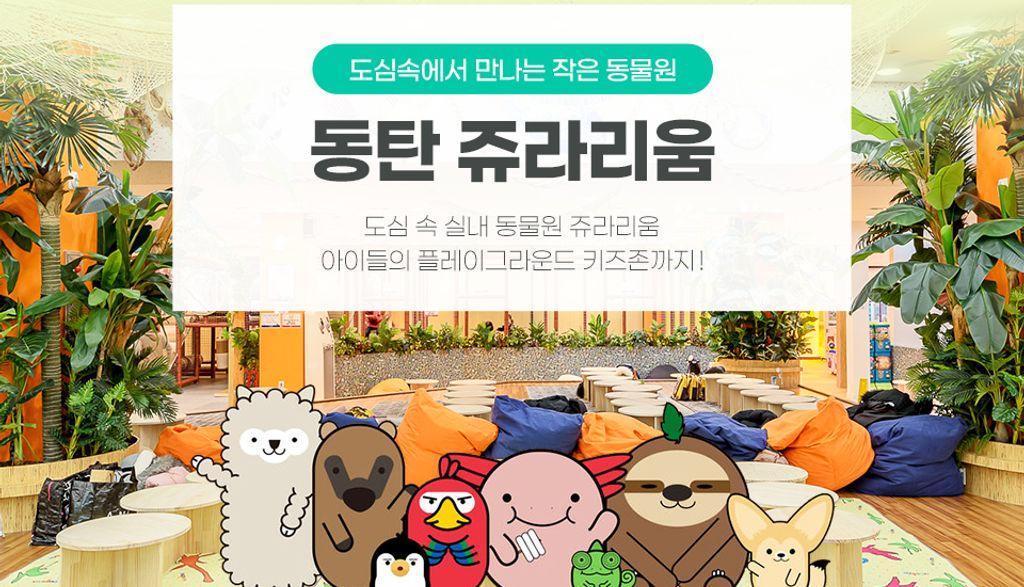 도심속에서 만나는 작은 동물원
동탄 쥬라리움
도심 속 실내 동물원 쥬라리움
아이들의 플레이그라운드 키즈존까지!